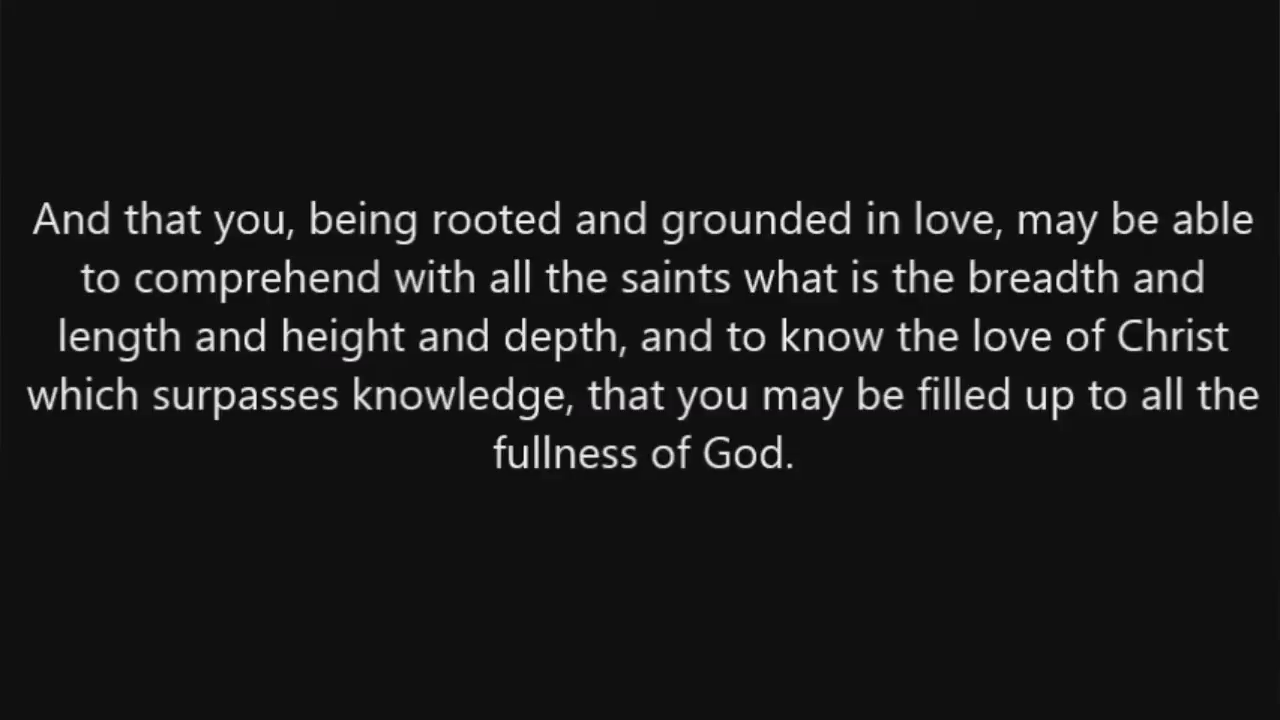 And that you, being rooted and grounded in love, may be able
to comprehend with all the saints what is the breadth and
length and height and depth, and to know the love of Christ
which surpasses knowledge, that you may be filled up to all the
fullness of God.